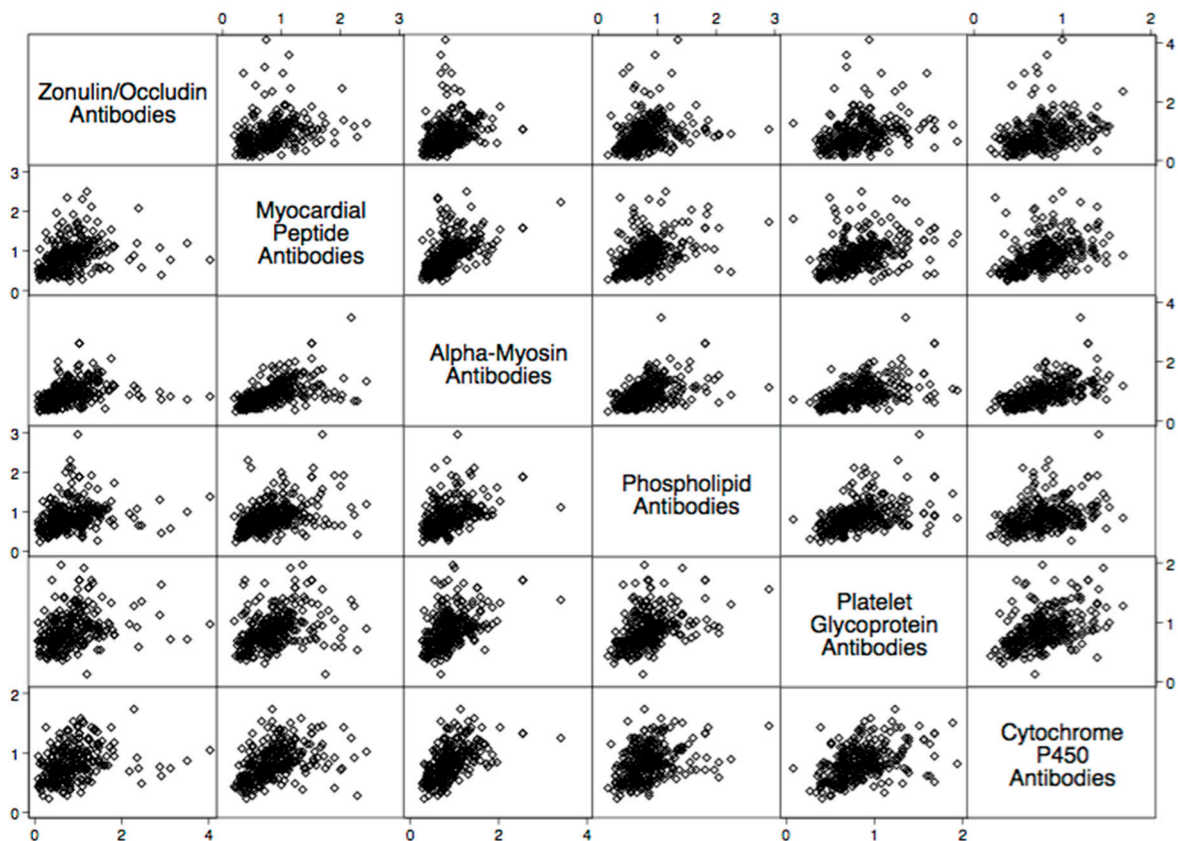 0 1 2 3 0 1 2 3 0 1 2
Zonulin/Occludin
Antibodies
4
2
0
3
2
1
0
Myocardial
Peptide
Antibodies
Alpha-Myosin
Antibodies
4
2
0
3
2
1
0
Phospholipid
Antibodies
Platelet
Glycoprotein
Antibodies
2
1
0
2
1
0
Cytochrome
P450
Antibodies
0 2 4 0 1 2 3 4 0 1 2